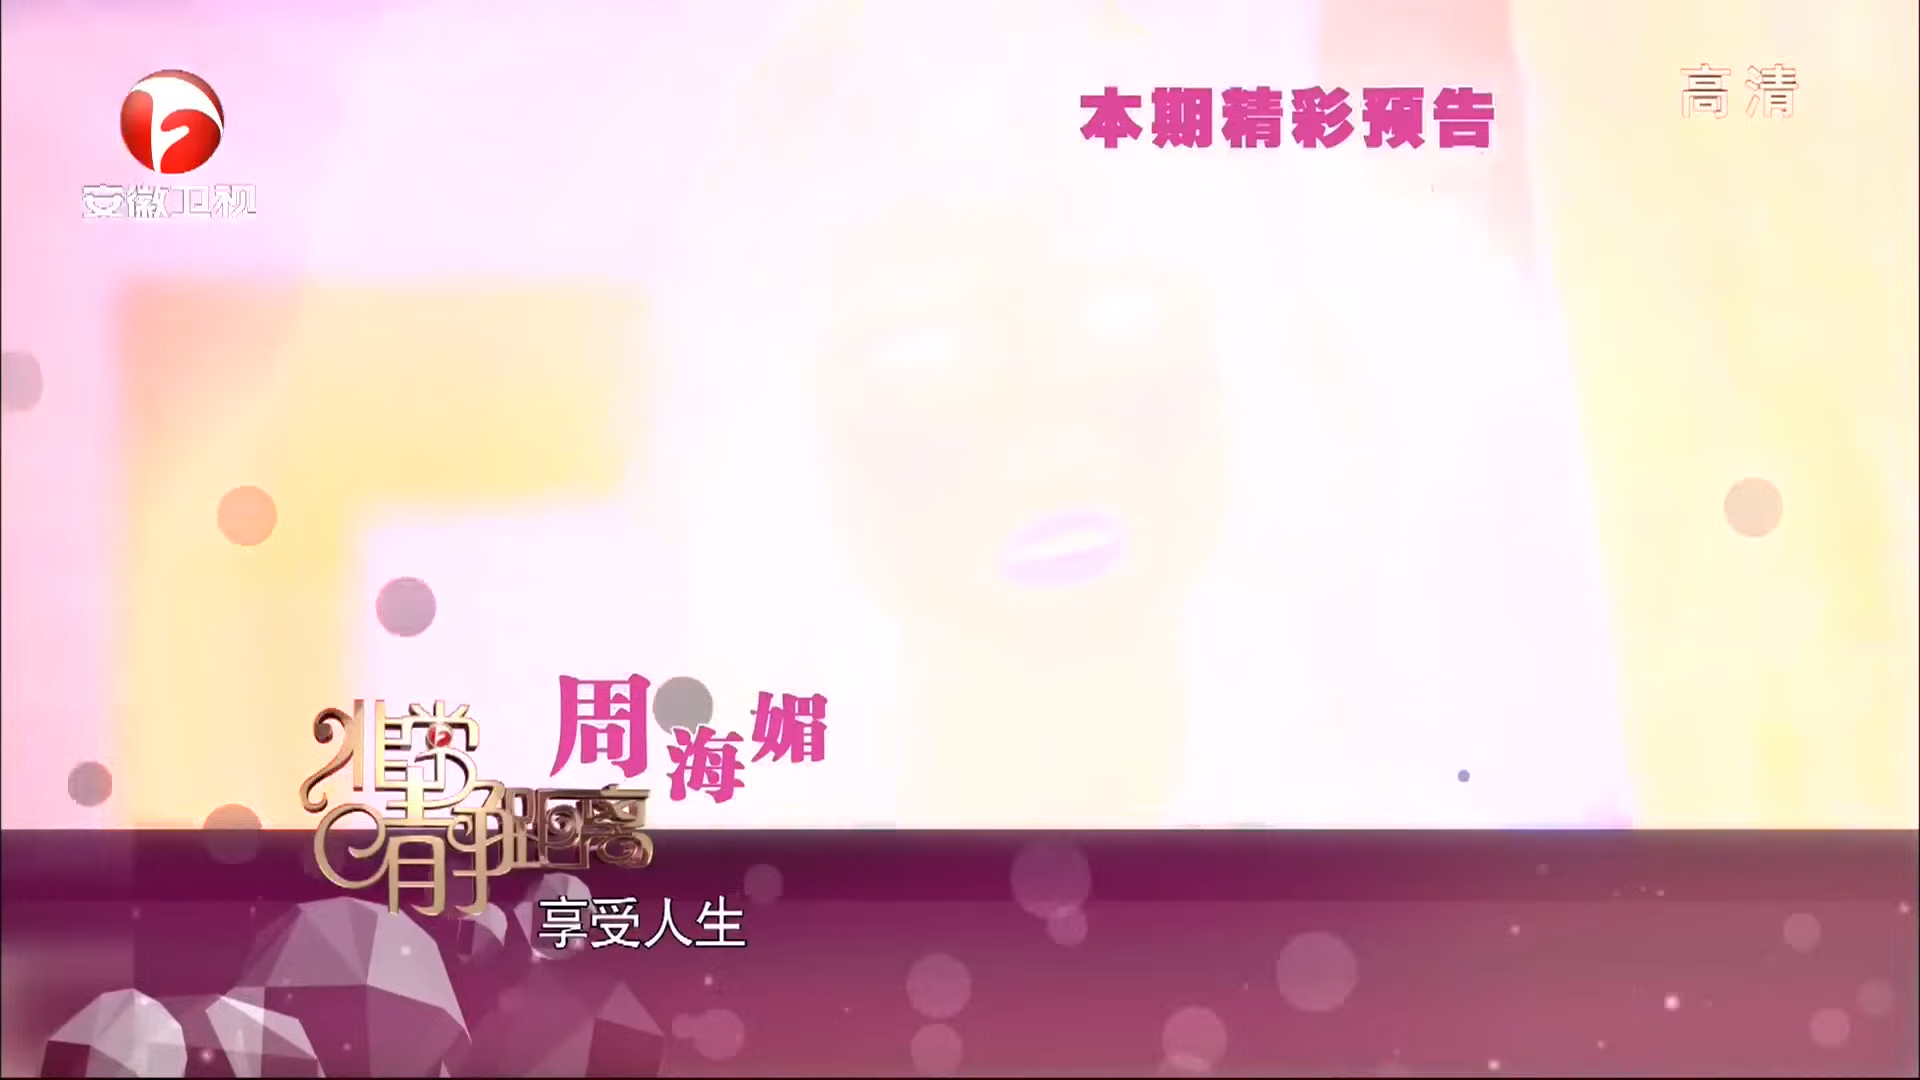 安徽卫视
本期精彩预告
高清
周海媚
非常静距离
享受人生